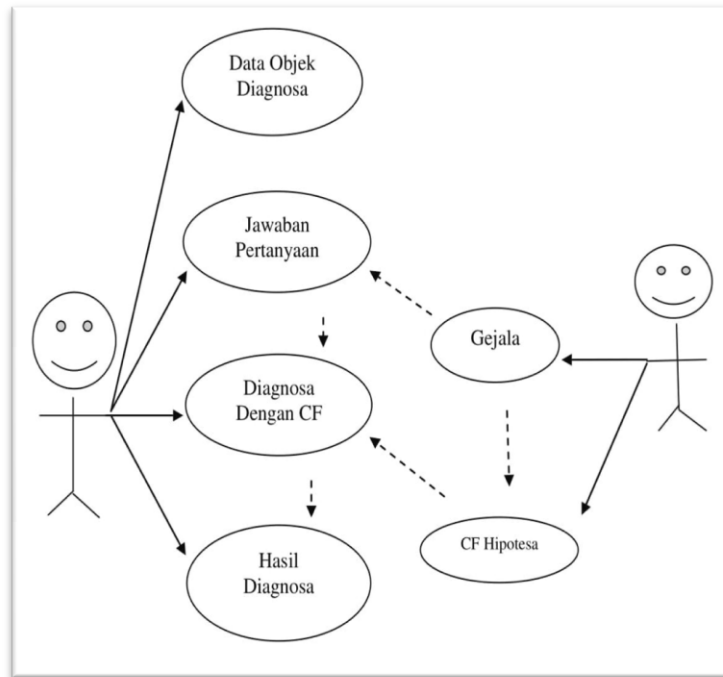 Data Objek
Diagnosa
Jawaban
Pertanyaan
Gejala
Diagnosa
Dengan CF
CF Hipotesa
Hasil
Diagnosa